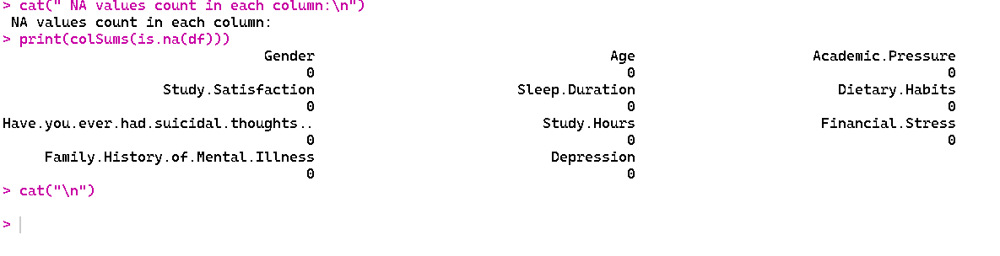 > cat(" NA values count in each column:\n")
 NA values count in each column:
> print(colSums(is.na(df)))
                               Gender                                   Age                     Academic.Pressure
                                    0                                     0                                     0
                   Study.Satisfaction                        Sleep.Duration                        Dietary.Habits
                                    0                                     0                                     0
Have.you.ever.had.suicidal.thoughts..                           Study.Hours                      Financial.Stress
                                    0                                     0                                     0
     Family.History.of.Mental.Illness                            Depression
                                    0                                     0
> cat("\n")

>